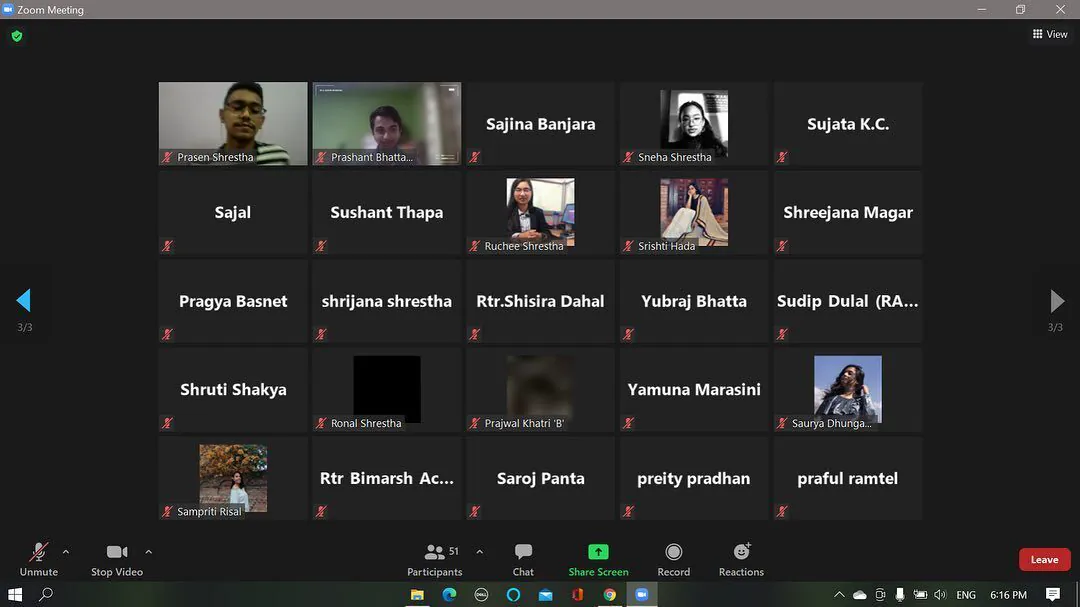 Zoom Meeting
View
Prasen Shrestha
Prashant Bhatta...
Sajina Banjara
Sneha Shrestha
Sujata K.C.
Sajal
Sushant Thapa
Ruchee Shrestha
Srishti Hada
Shreejana Magar
Pragya Basnet
shrijana shrestha
Rtr.Shisira Dahal
Yubraj Bhatta
Sudip Dulal (RA...
3/3
3/3
Shruti Shakya
Ronal Shrestha
Prajwal Khatri 'B'
Yamuna Marasini
Saurya Dhunga...
Sampriti Risal
Rtr Bimarsh Ac...
Saroj Panta
preity pradhan
praful ramtel
51
Unmute
Stop Video
Participants
Chat
Share Screen
Record
Reactions
Leave
DELL
ENG
6:16 PM